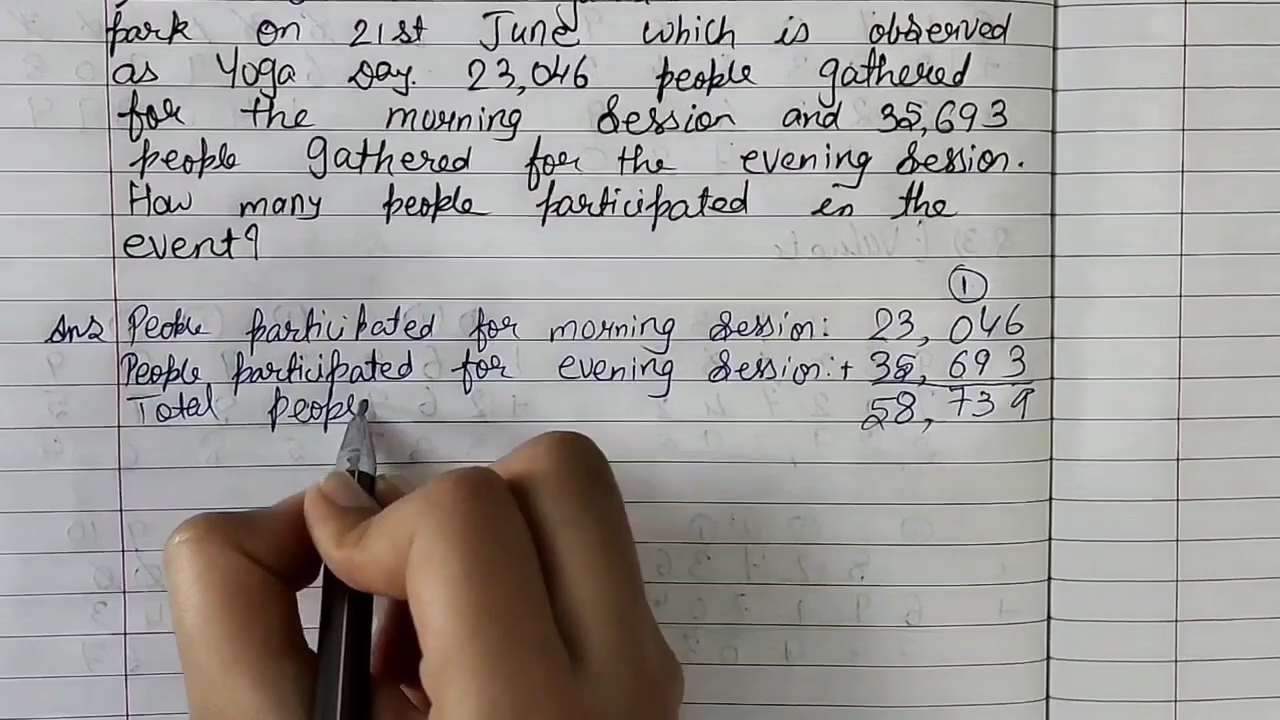 park on 21st June which is observed
as Yoga Day. 23,046 people gathered
for the morning session and 35,693
people gathered for the evening session.
How many people participated in the
event?
①
Ans People participated for morning session: 23,046
People participated for evening session: + 35,693
Total people 58,739